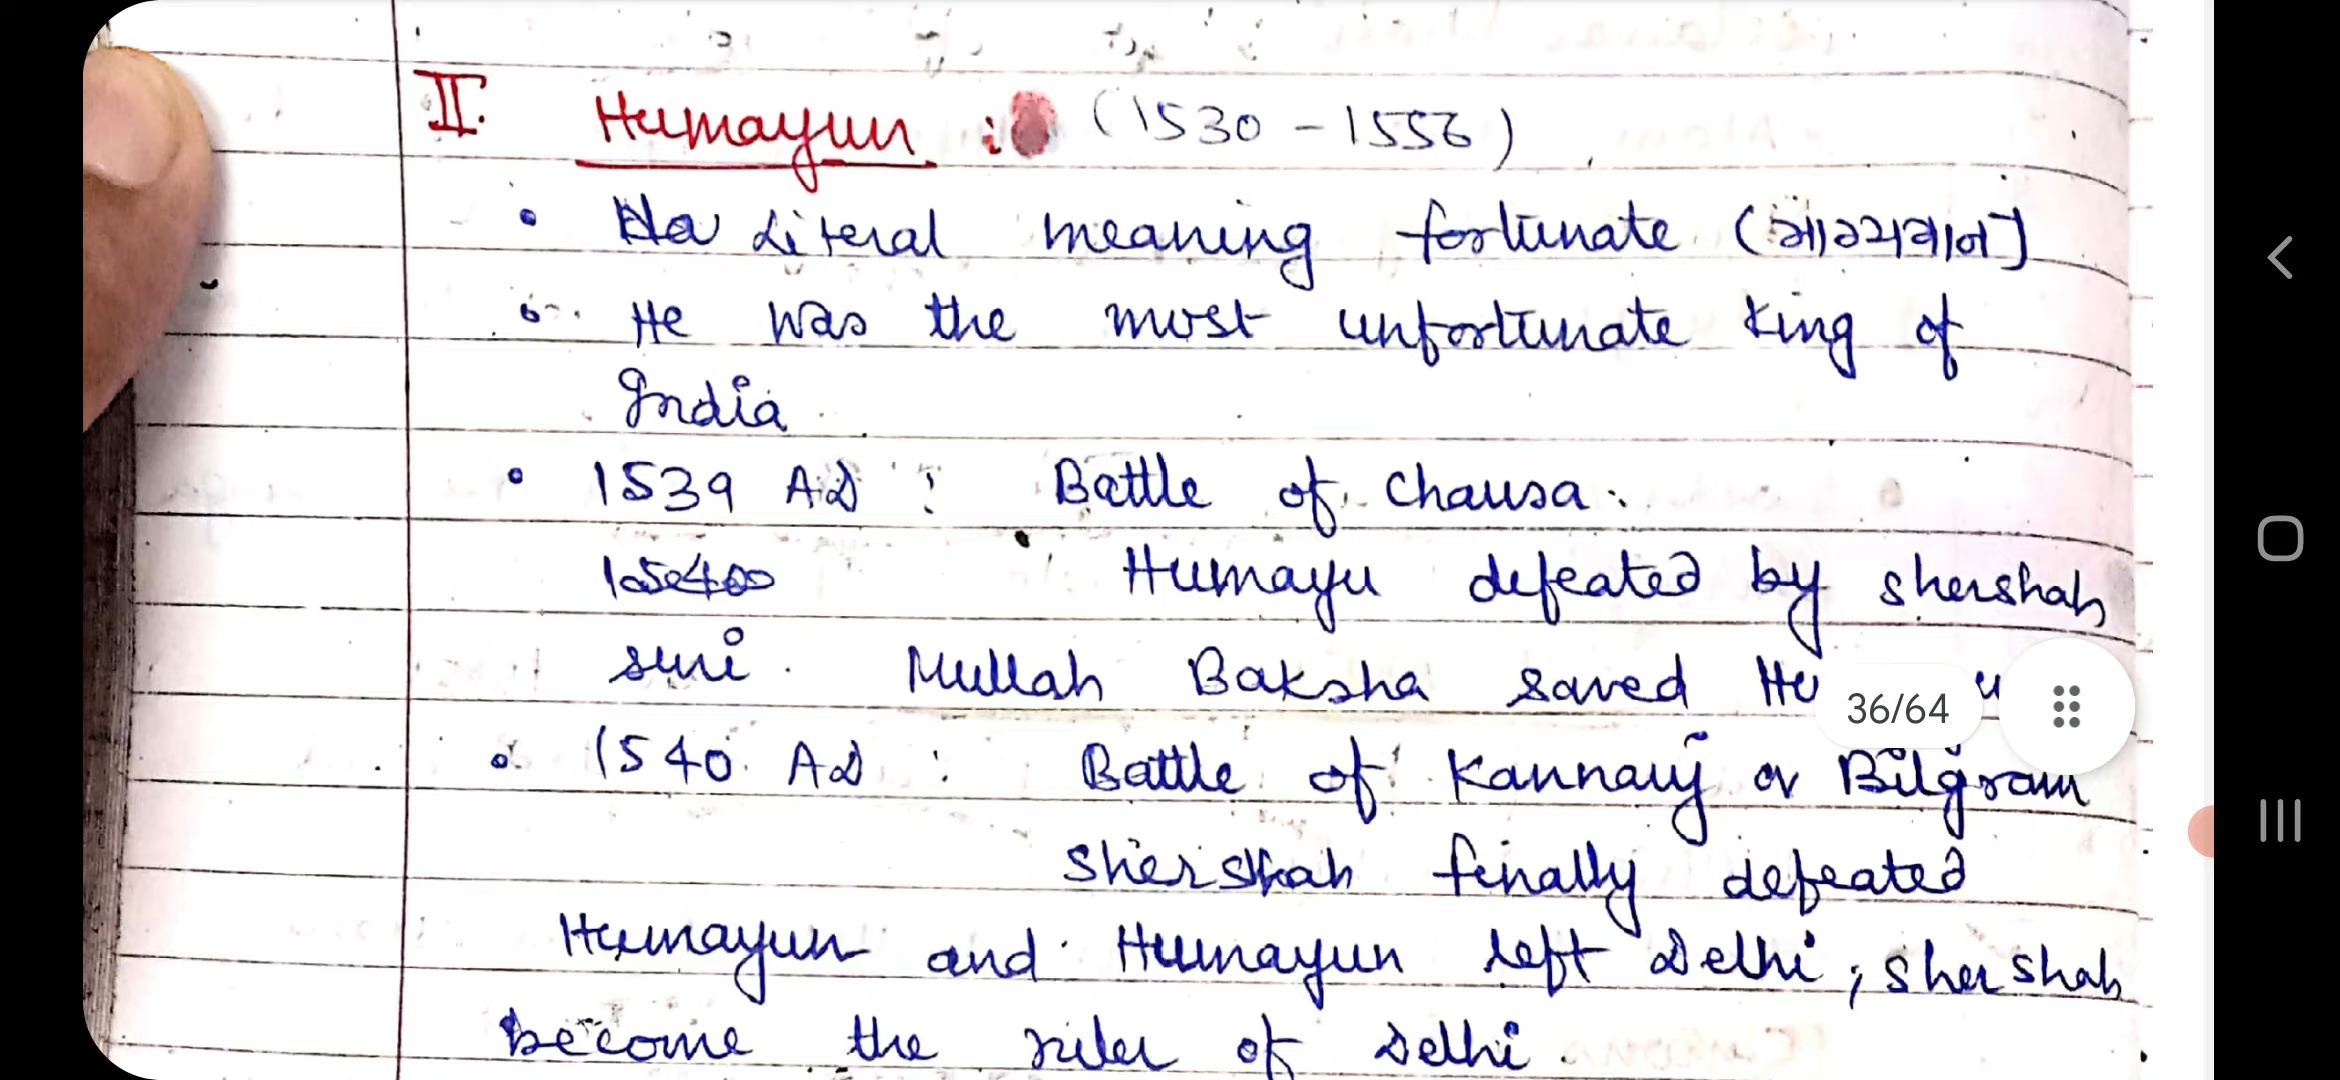 II. Humayun : (1530 - 1556)
• Literal meaning fortunate (भाग्यवान)
• He was the most unfortunate King of
India
• 1539 AD : Battle of Chausa.
Humayu defeated by shershah
suri. Mullah Baksha saved Hu
36/64
• 1540 AD : Battle of Kannauj or Bilgram
Shershah finally defeated
Humayun and Humayun left Delhi, Shershah
become the ruler of Delhi.